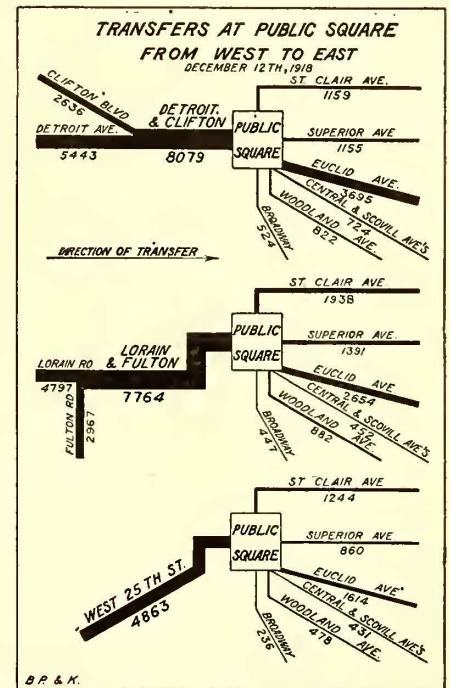 TRANSFERS AT PUBLIC SQUARE
FROM WEST TO EAST
DECEMBER 12TH, 1918
CLIFTON BLVD
2636
DETROIT AVE.
5443
DETROIT
& CLIFTON
8079
PUBLIC
SQUARE
ST. CLAIR AVE.
1159
SUPERIOR AVE
1155
EUCLID AVE.
3695
CENTRAL & SCOVILL AVE'S
724
WOODLAND AVE.
822
BROADWAY
524
DIRECTION OF TRANSFER
LORAIN RD
4797
FULTON RD
2967
LORAIN
& FULTON
7764
PUBLIC
SQUARE
ST CLAIR AVE
1938
SUPERIOR AVE.
1391
EUCLID AVE
2654
CENTRAL & SCOVILL AVE'S
452
WOODLAND AVE.
882
BROADWAY
447
WEST 25TH ST.
4863
PUBLIC
SQUARE
ST CLAIR AVE
1244
SUPERIOR AVE
860
EUCLID AVE
1614
CENTRAL & SCOVILL AVE'S
431
WOODLAND AVE.
478
BROADWAY
236
B.P. & K.